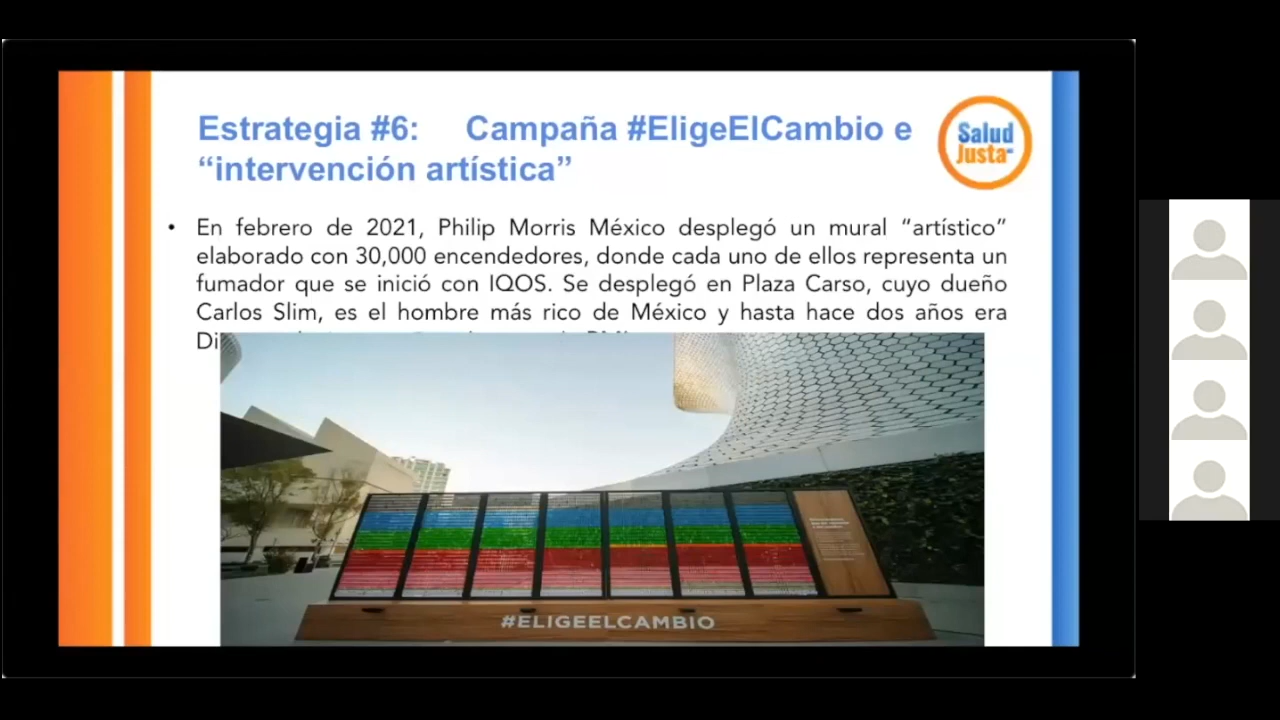 Estrategia #6: Campaña #EligeElCambio e
“intervención artística”
Salud
Justa
• En febrero de 2021, Philip Morris México desplegó un mural “artístico”
elaborado con 30,000 encendedores, donde cada uno de ellos representa un
fumador que se inició con IQOS. Se desplegó en Plaza Carso, cuyo dueño
Carlos Slim, es el hombre más rico de México y hasta hace dos años era
#ELIGEELCAMBIO